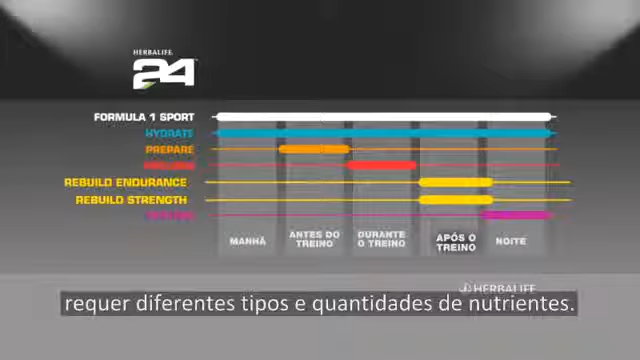 HERBALIFE
24
FORMULA 1 SPORT
HYDRATE
PREPARE
REBUILD ENDURANCE
REBUILD STRENGTH
MANHÃ
ANTES DO
TREINO
DURANTE
O TREINO
APÓS O
TREINO
NOITE
HERBALIFE
requer diferentes tipos e quantidades de nutrientes.